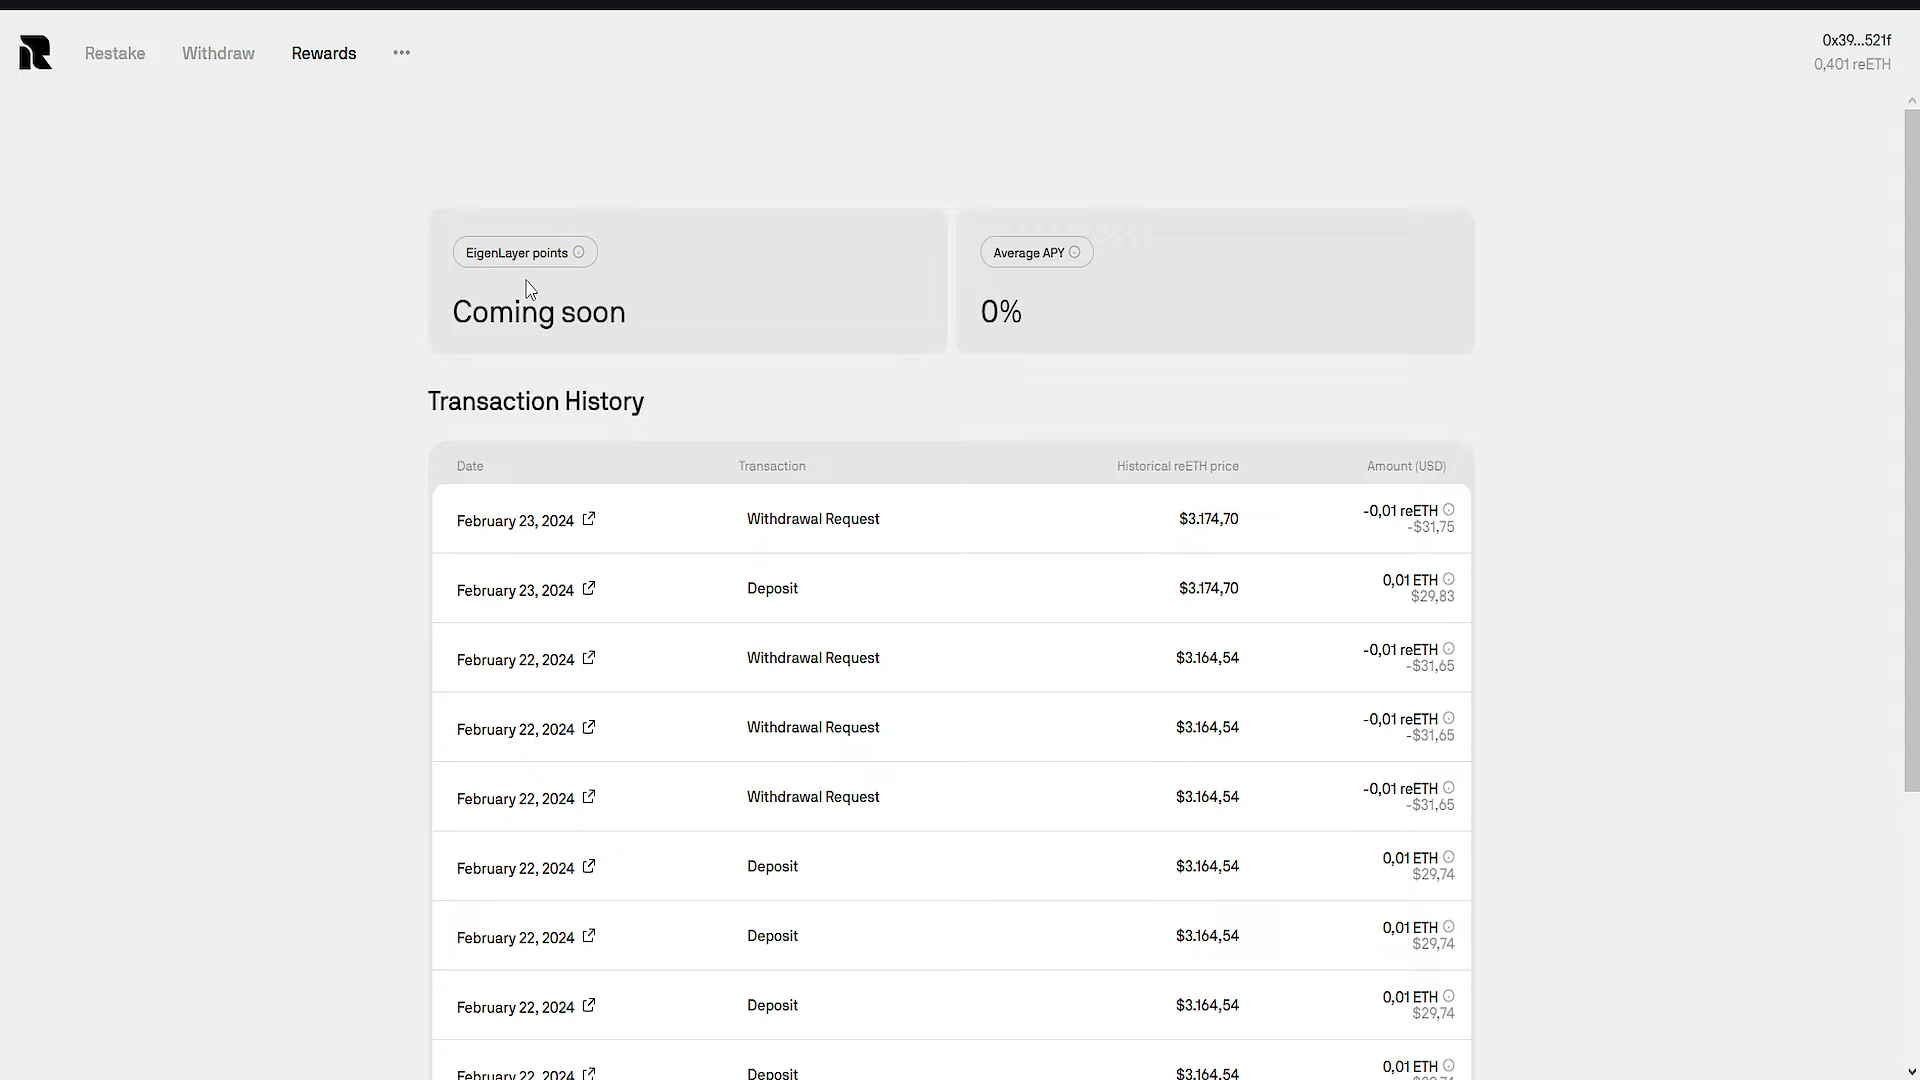 Restake Withdraw Rewards ••• 0x39...521f
0,401 reETH
EigenLayer points Average APY
Coming soon 0%
Transaction History
Date Transaction Historical reETH price Amount (USD)
February 23, 2024 Withdrawal Request $3.174,70 -0,01 reETH
-$31,75
February 23, 2024 Deposit $3.174,70 0,01 ETH
$29,83
February 22, 2024 Withdrawal Request $3.164,54 -0,01 reETH
-$31,65
February 22, 2024 Withdrawal Request $3.164,54 -0,01 reETH
-$31,65
February 22, 2024 Withdrawal Request $3.164,54 -0,01 reETH
-$31,65
February 22, 2024 Deposit $3.164,54 0,01 ETH
$29,74
February 22, 2024 Deposit $3.164,54 0,01 ETH
$29,74
February 22, 2024 Deposit $3.164,54 0,01 ETH
$29,74
February 22, 2024 Deposit $3.164,54 0,01 ETH